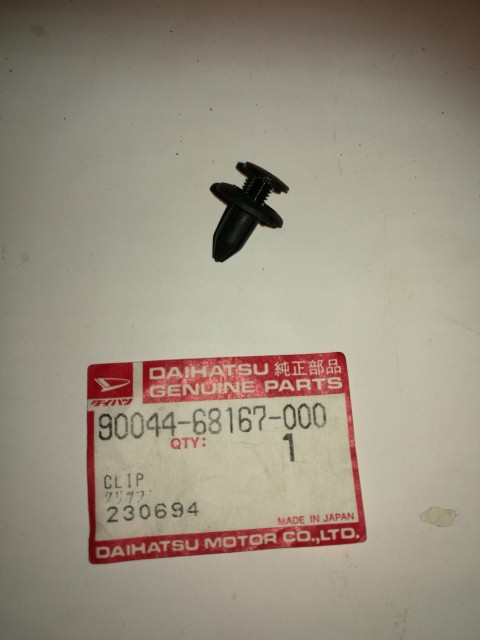 DAIHATSU 純正部品
GENUINE PARTS
ダイハツ
90044-68167-000
QTY: 1
CLIP
クリツプ
230694
MADE IN JAPAN
DAIHATSU MOTOR CO.,LTD.